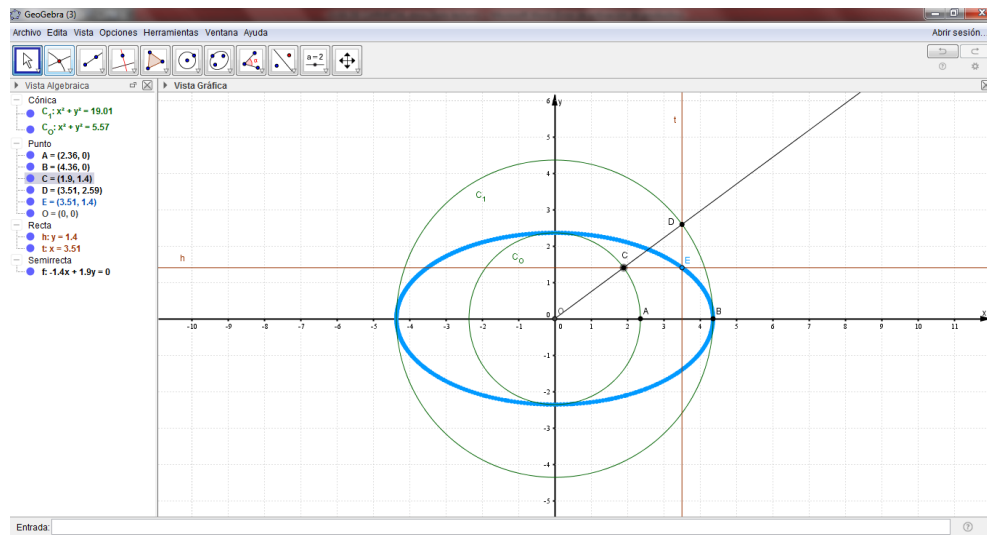 GeoGebra (3)
Archivo Edita Vista Opciones Herramientas Ventana Ayuda
Abrir sesión...
a=2
Vista Algebraica
Vista Gráfica
Cónica
C₁: x² + y² = 19.01
C₀: x² + y² = 5.57
Punto
A = (2.36, 0)
B = (4.36, 0)
C = (1.9, 1.4)
D = (3.51, 2.59)
E = (3.51, 1.4)
O = (0, 0)
Recta
h: y = 1.4
t: x = 3.51
Semirrecta
f: -1.4x + 1.9y = 0
6
y
t
5
4
C₁
3
D
2
h
C₀
C
E
1
0
O
A
B
x
-10 -9 -8 -7 -6 -5 -4 -3 -2 -1 0 1 2 3 4 5 6 7 8 9 10 11
-1
-2
-3
-4
-5
Entrada: